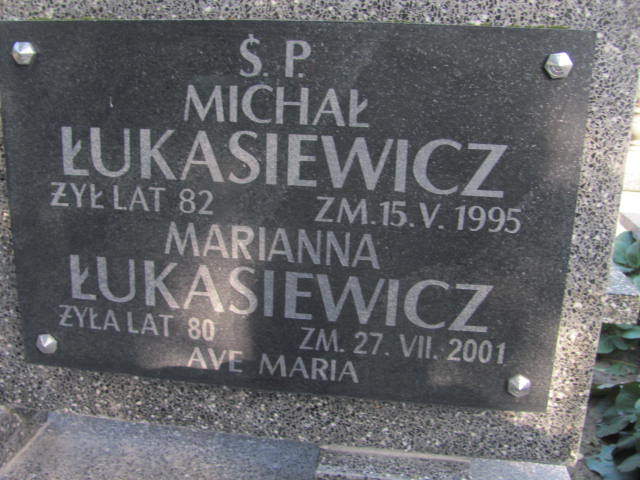 Ś. P.
MICHAŁ
ŁUKASIEWICZ
ŻYŁ LAT 82 ZM. 15. V. 1995
MARIANNA
ŁUKASIEWICZ
ŻYŁA LAT 80 ZM. 27. VII. 2001
AVE MARIA